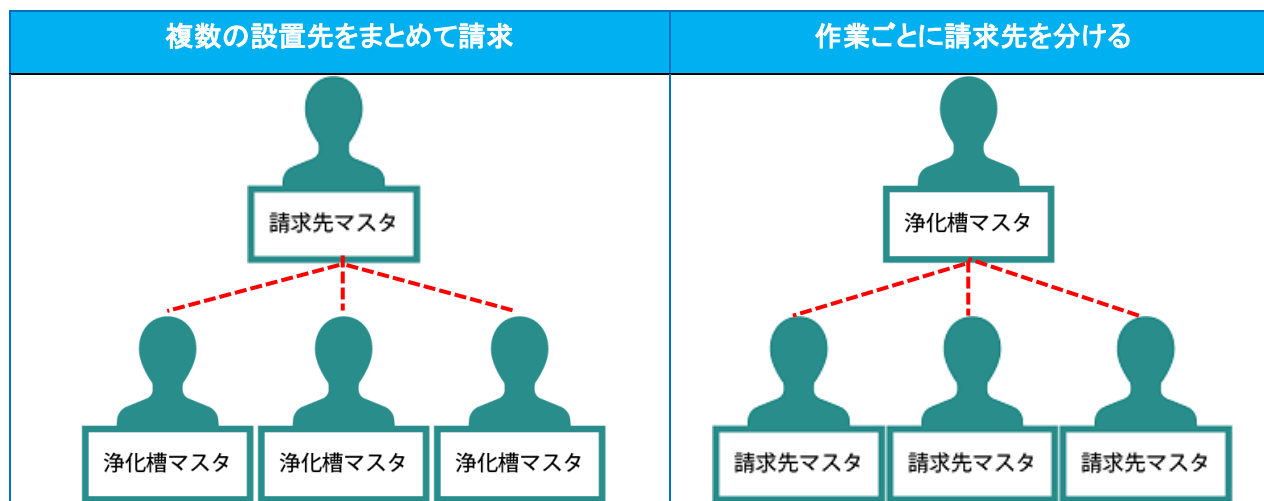 複数の設置先をまとめて請求
作業ごとに請求先を分ける
請求先マスタ
浄化槽マスタ
浄化槽マスタ
浄化槽マスタ
浄化槽マスタ
請求先マスタ
請求先マスタ
請求先マスタ